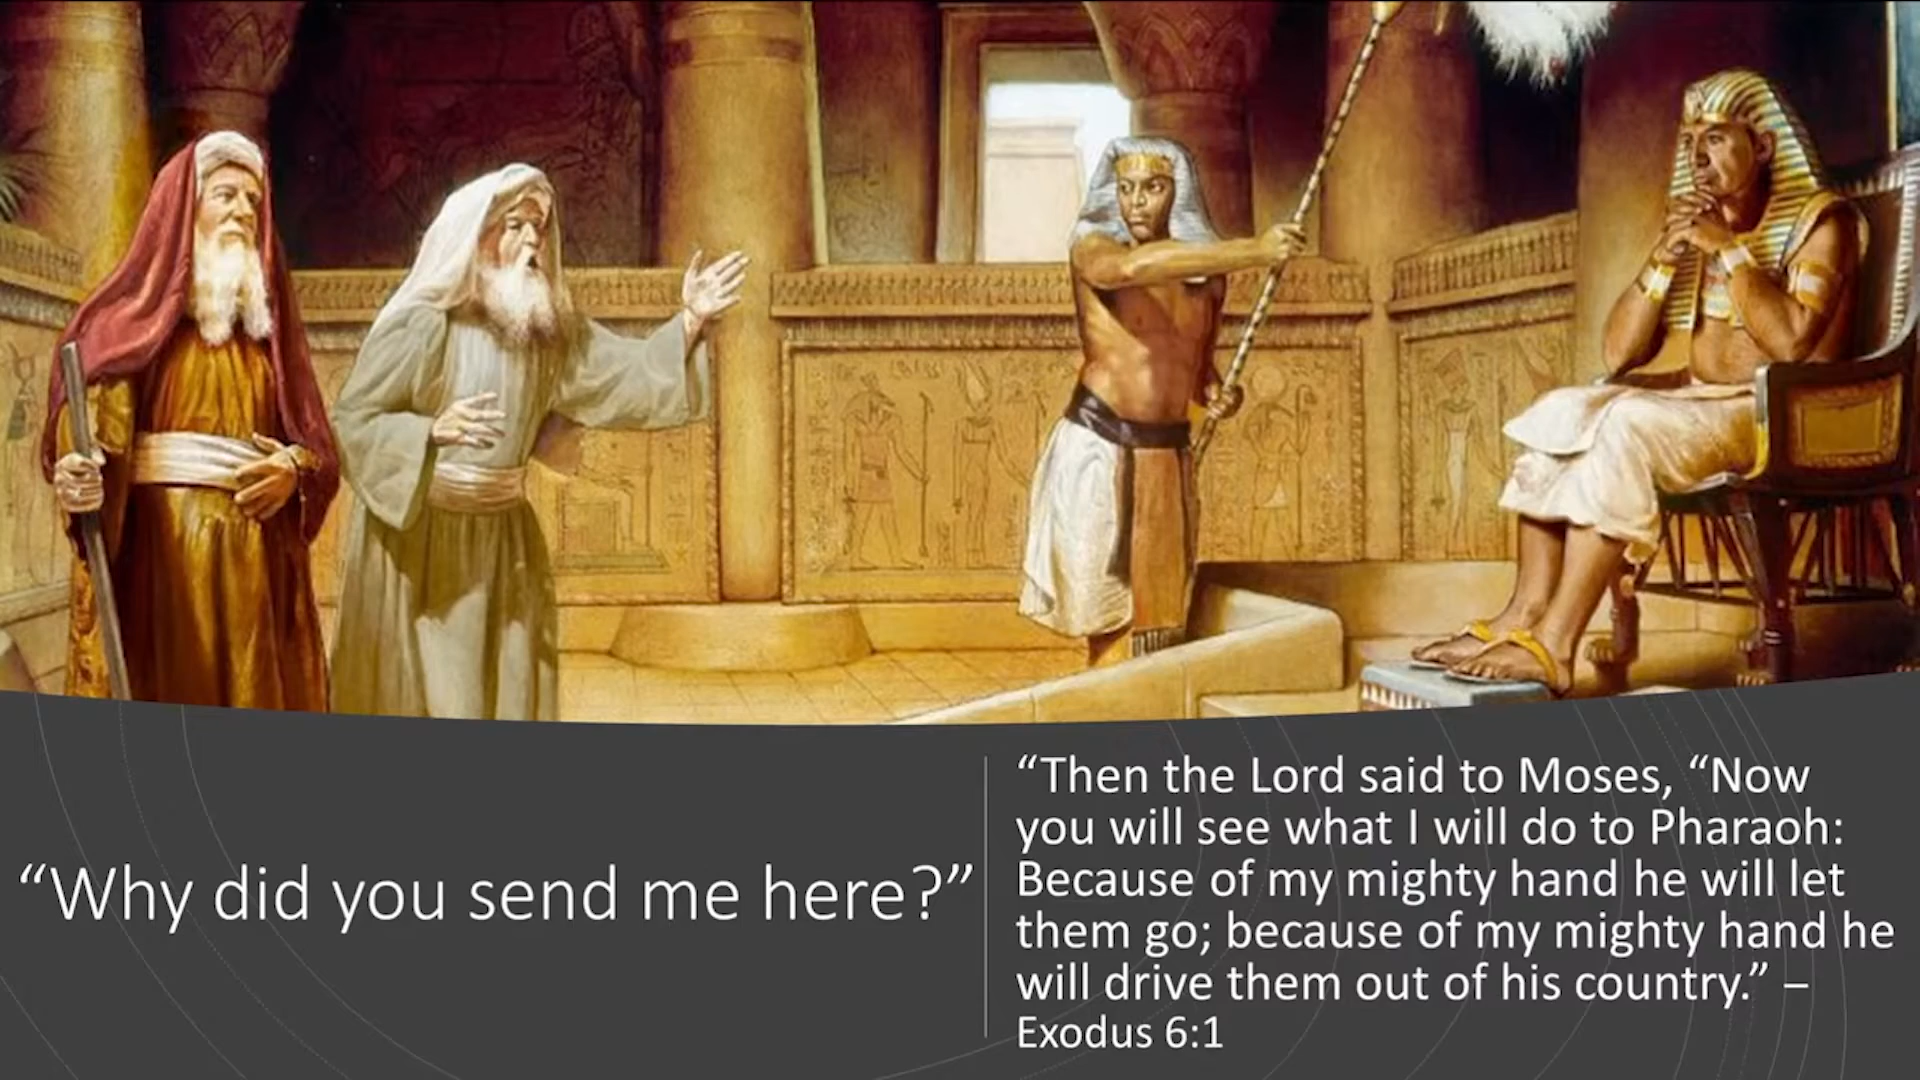 “Why did you send me here?”
“Then the Lord said to Moses, “Now
you will see what I will do to Pharaoh:
Because of my mighty hand he will let
them go; because of my mighty hand he
will drive them out of his country.” –
Exodus 6:1